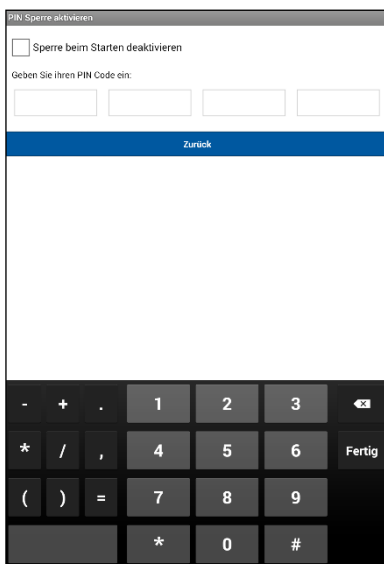 PIN Sperre aktivieren
Sperre beim Starten deaktivieren
Geben Sie ihren PIN Code ein:
Zurück
- + . 1 2 3
* / , 4 5 6 Fertig
( ) = 7 8 9
* 0 #